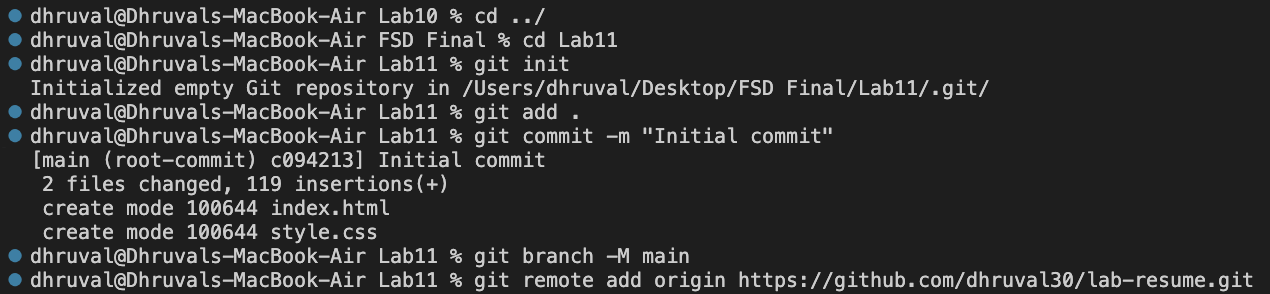 dhruval@Dhruvals-MacBook-Air Lab10 % cd ../
dhruval@Dhruvals-MacBook-Air FSD Final % cd Lab11
dhruval@Dhruvals-MacBook-Air Lab11 % git init
Initialized empty Git repository in /Users/dhruval/Desktop/FSD Final/Lab11/.git/
dhruval@Dhruvals-MacBook-Air Lab11 % git add .
dhruval@Dhruvals-MacBook-Air Lab11 % git commit -m "Initial commit"
[main (root-commit) c094213] Initial commit
 2 files changed, 119 insertions(+)
 create mode 100644 index.html
 create mode 100644 style.css
dhruval@Dhruvals-MacBook-Air Lab11 % git branch -M main
dhruval@Dhruvals-MacBook-Air Lab11 % git remote add origin https://github.com/dhruval30/lab-resume.git